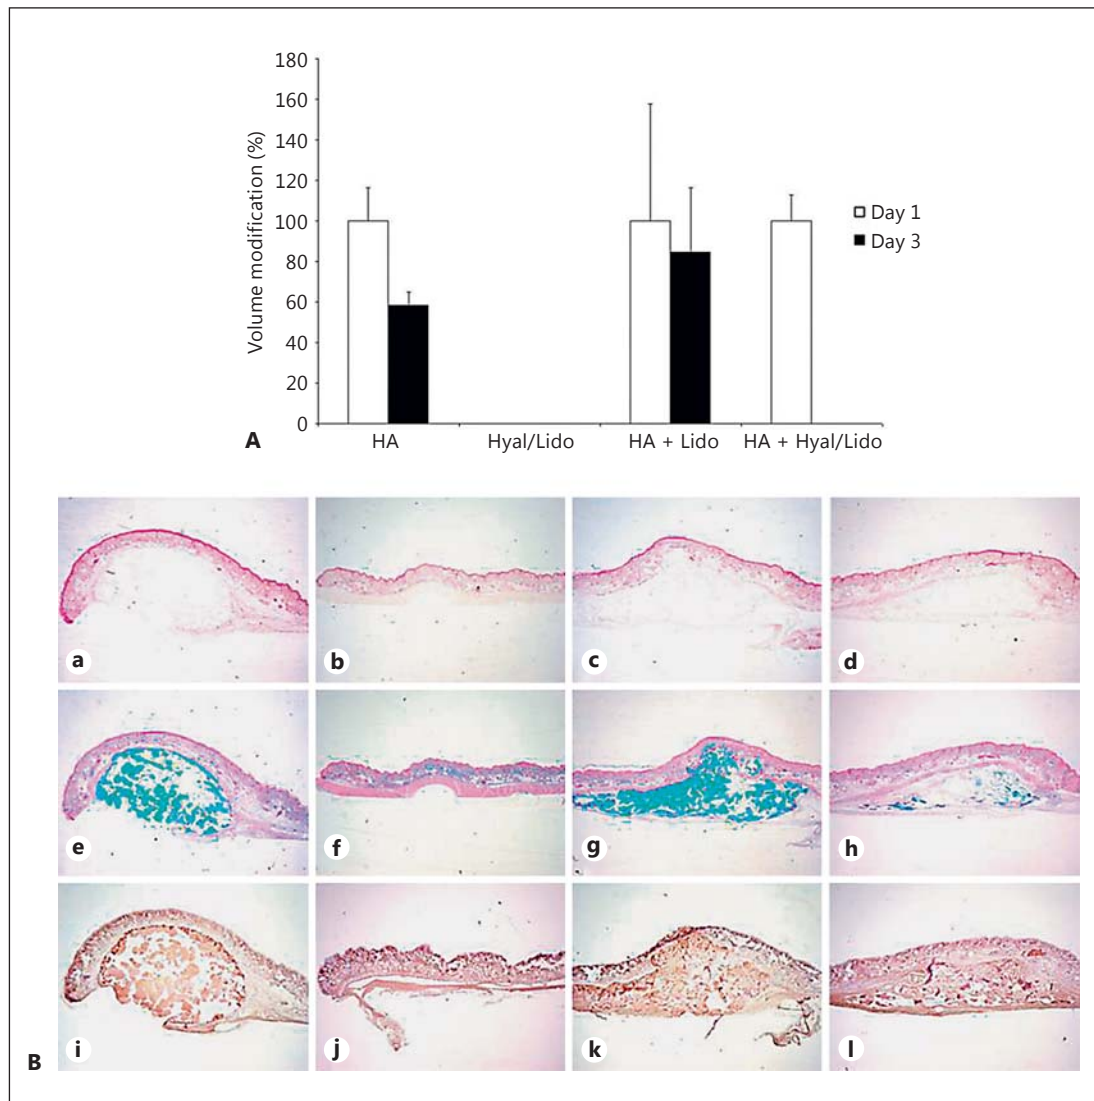 180
160
140
120
100
80
60
40
20
0
Volume modification (%)
Day 1
Day 3
A
HA
Hyal/Lido
HA + Lido
HA + Hyal/Lido
a
b
c
d
e
f
g
h
i
j
k
l
B